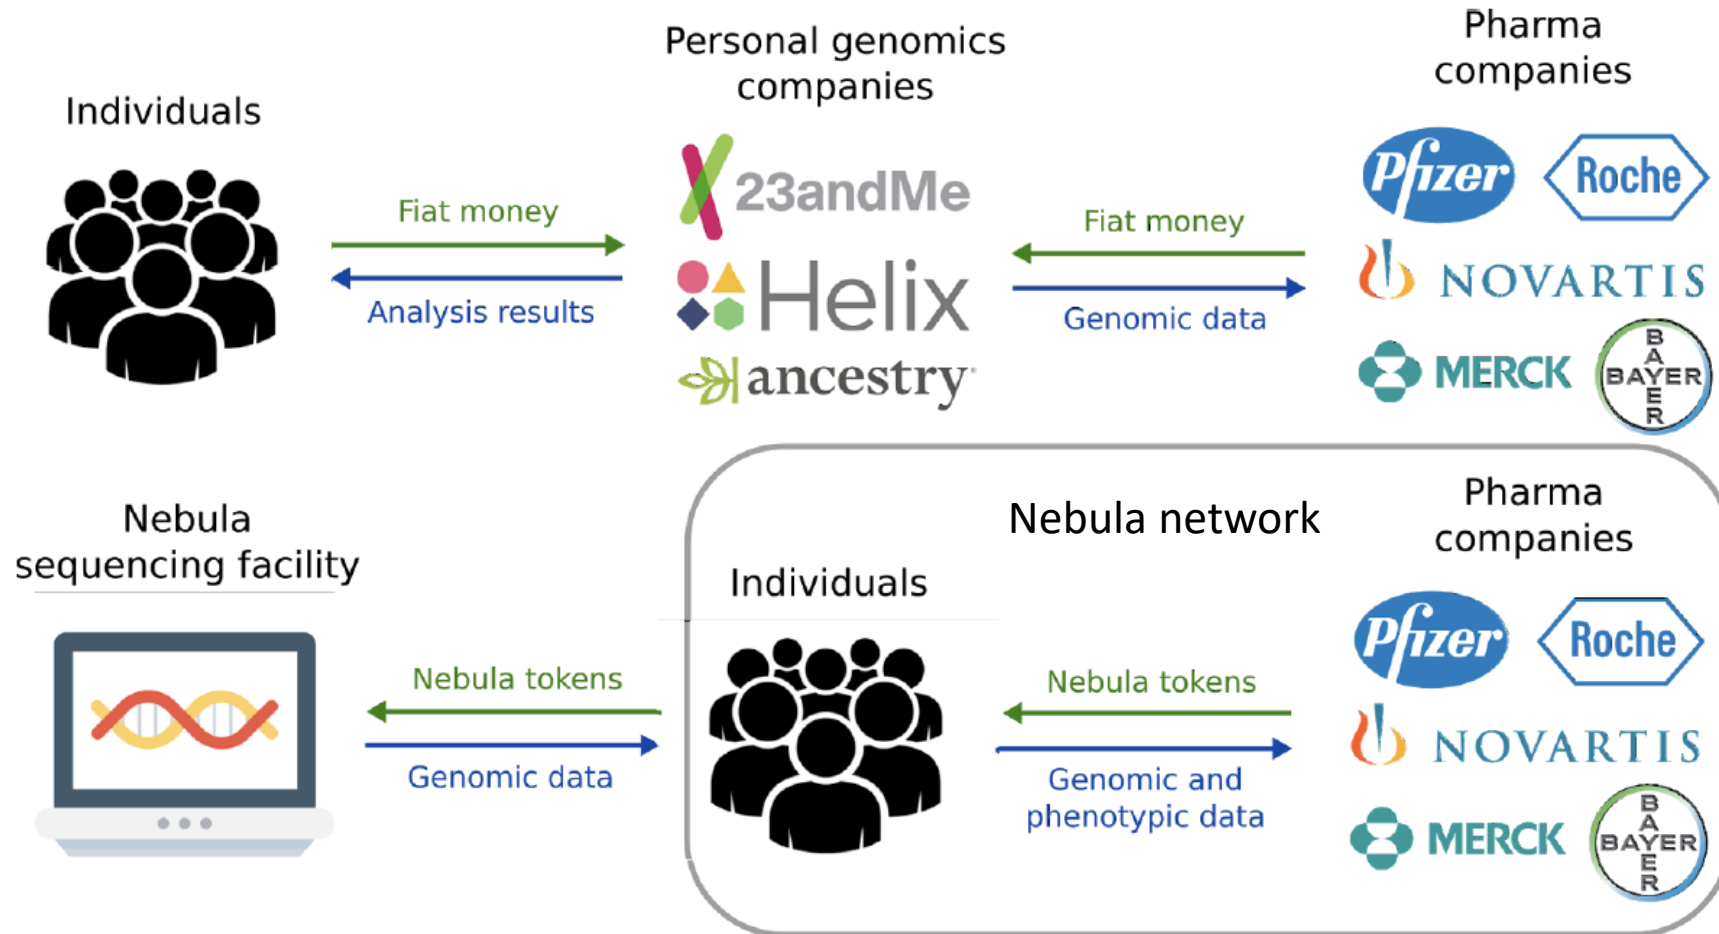 Individuals
Personal genomics
companies
Pharma
companies
Fiat money
Analysis results
23andMe
Helix
ancestry
Fiat money
Genomic data
Pfizer
Roche
NOVARTIS
MERCK
BAYER
BAYER
Nebula
sequencing facility
Nebula network
Individuals
Pharma
companies
Nebula tokens
Genomic data
Nebula tokens
Genomic and
phenotypic data
Pfizer
Roche
NOVARTIS
MERCK
BAYER
BAYER